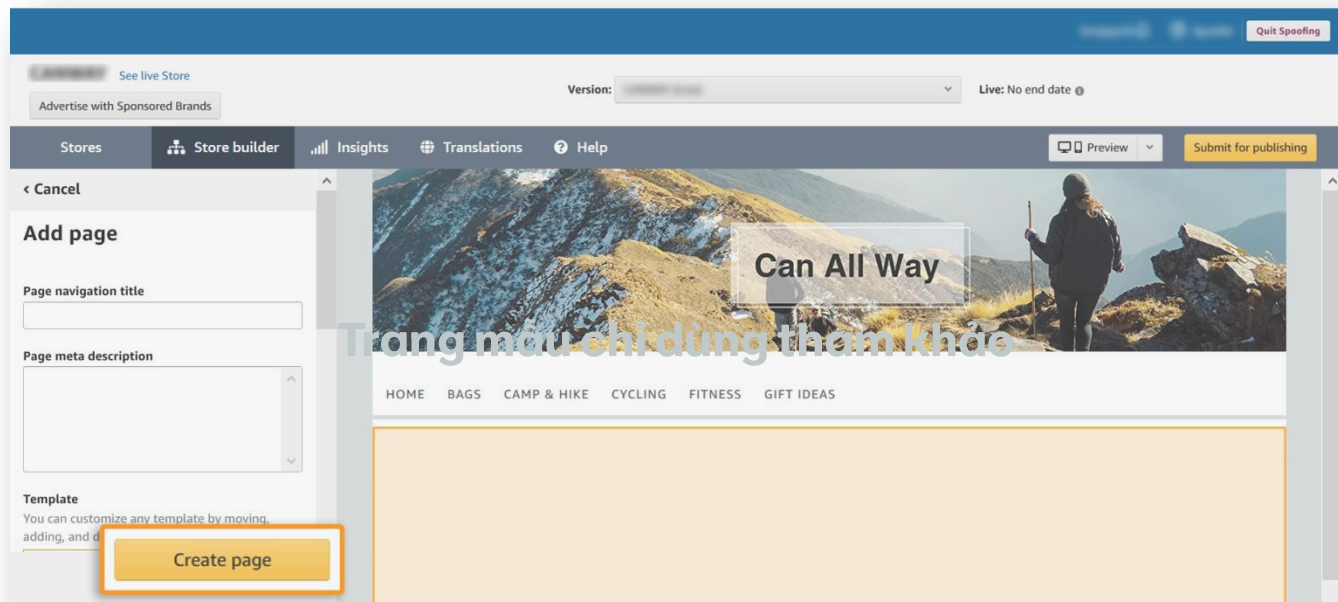 Quit Spoofing
See live Store
Advertise with Sponsored Brands
Version:
Live: No end date
Stores
Store builder
Insights
Translations
Help
Preview
Submit for publishing
‹ Cancel
Add page
Page navigation title
Page meta description
Template
You can customize any template by moving,
adding, and d
Create page
Can All Way
Trang mẫu chỉ dùng tham khảo
HOME BAGS CAMP & HIKE CYCLING FITNESS GIFT IDEAS